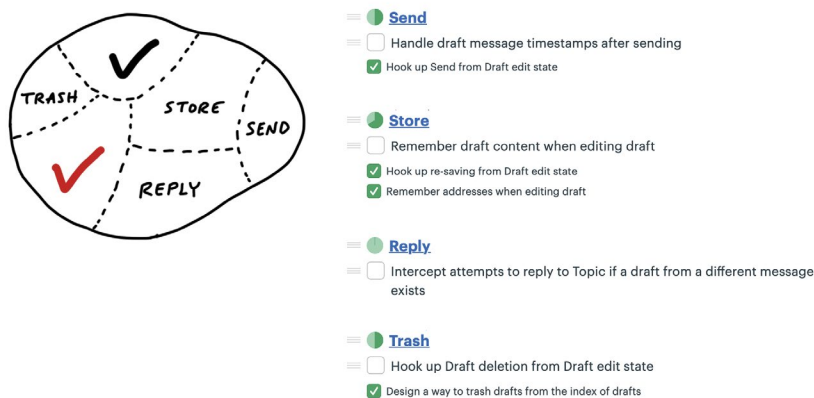 TRASH
STORE
SEND
REPLY
Send
Handle draft message timestamps after sending
Hook up Send from Draft edit state
Store
Remember draft content when editing draft
Hook up re-saving from Draft edit state
Remember addresses when editing draft
Reply
Intercept attempts to reply to Topic if a draft from a different message
exists
Trash
Hook up Draft deletion from Draft edit state
Design a way to trash drafts from the index of drafts